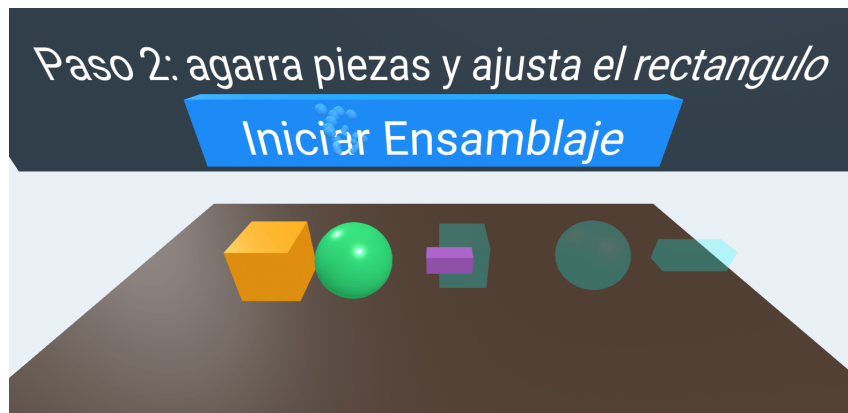 Paso 2: agarra piezas y ajusta el rectangulo
Iniciar Ensamblaje